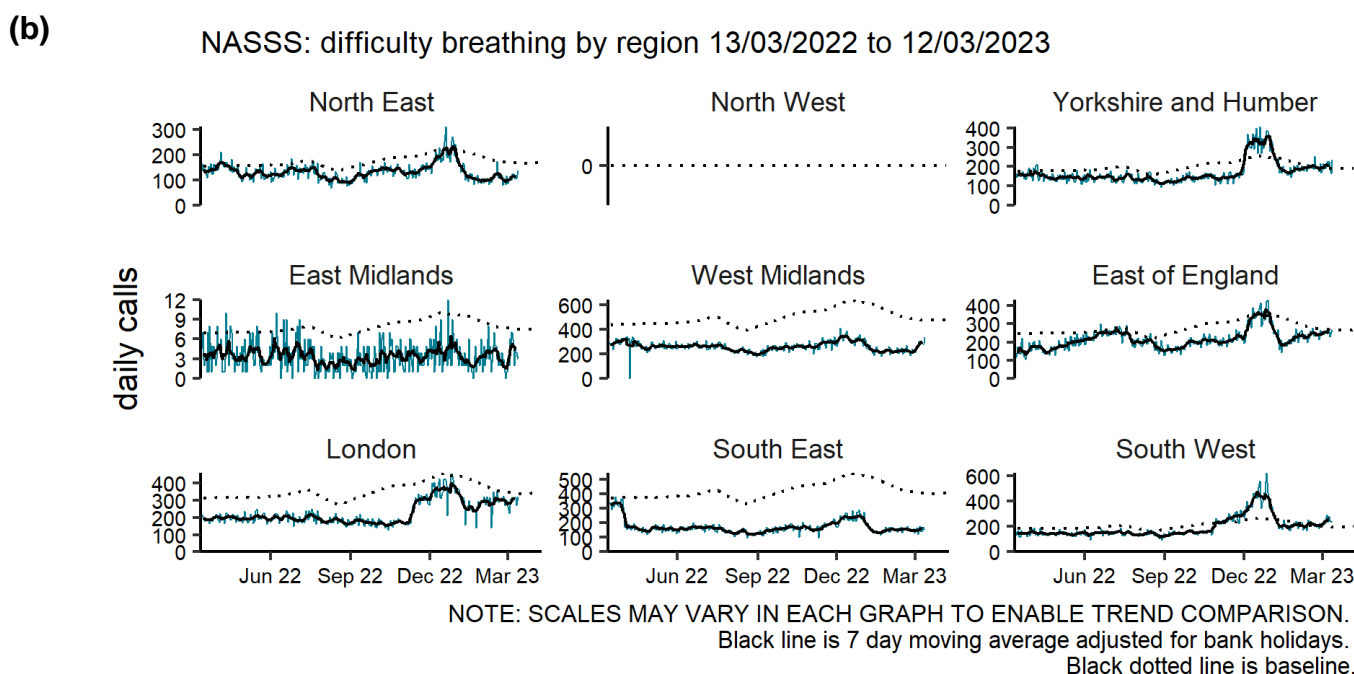 (b)
NASSS: difficulty breathing by region 13/03/2022 to 12/03/2023
daily calls
North East
300
200
100
0
North West
0
Yorkshire and Humber
400
300
200
100
0
East Midlands
12
9
6
3
0
West Midlands
600
400
200
0
East of England
400
300
200
100
0
London
400
300
200
100
0
Jun 22 Sep 22 Dec 22 Mar 23
South East
500
400
300
200
100
0
Jun 22 Sep 22 Dec 22 Mar 23
South West
600
400
200
0
Jun 22 Sep 22 Dec 22 Mar 23
NOTE: SCALES MAY VARY IN EACH GRAPH TO ENABLE TREND COMPARISON.
Black line is 7 day moving average adjusted for bank holidays.
Black dotted line is baseline.